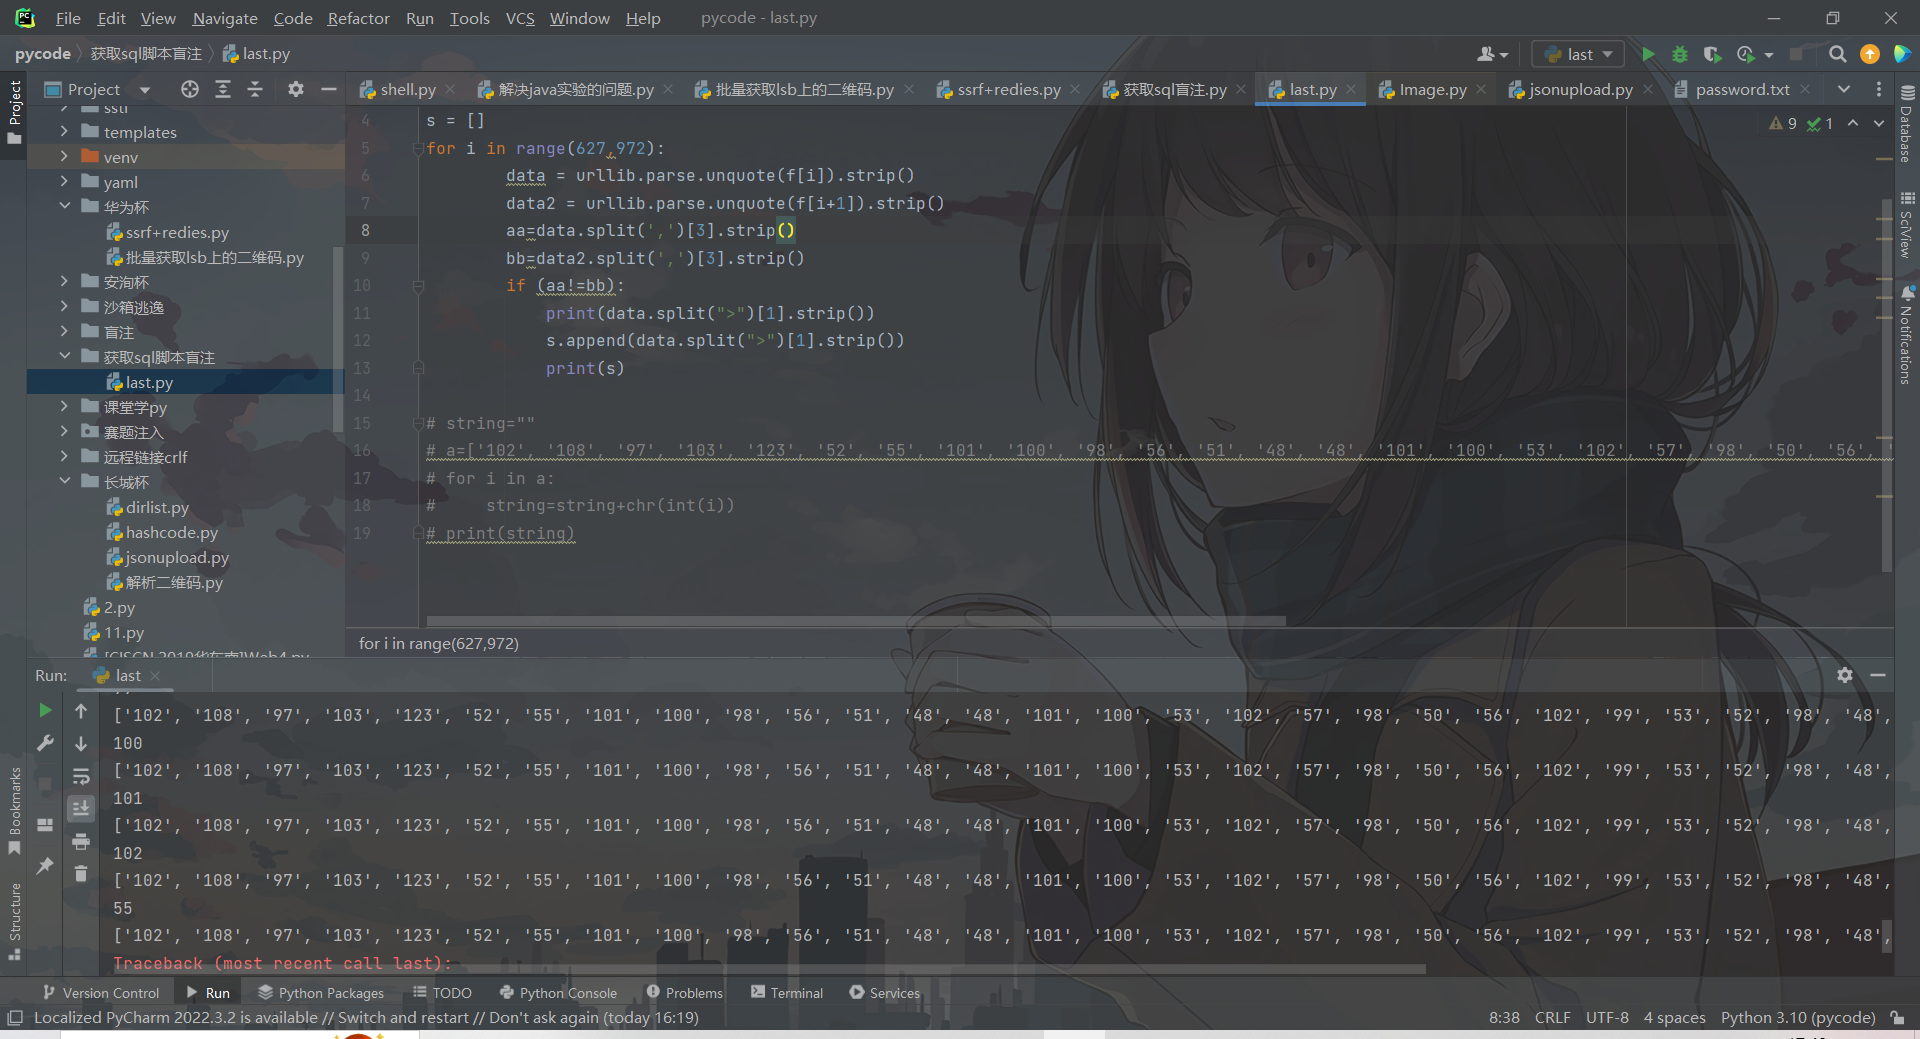 File Edit View Navigate Code Refactor Run Tools VCS Window Help pycode - last.py
pycode 获取sql脚本盲注 last.py
last
Project
shell.py 解决java实验的问题.py 批量获取lsb上的二维码.py ssrf+redies.py 获取sql盲注.py last.py Image.py jsonupload.py password.txt
Project
templates
venv
yaml
华为杯
ssrf+redies.py
批量获取lsb上的二维码.py
安洵杯
沙箱逃逸
盲注
获取sql脚本盲注
last.py
课堂学py
赛题注入
远程链接crlf
长城杯
dirlist.py
hashcode.py
jsonupload.py
解析二维码.py
2.py
11.py
9 1
4 s = []
5 for i in range(627,972):
6 data = urllib.parse.unquote(f[i]).strip()
7 data2 = urllib.parse.unquote(f[i+1]).strip()
8 aa=data.split(',')[3].strip()
9 bb=data2.split(',')[3].strip()
10 if (aa!=bb):
11 print(data.split(">")[1].strip())
12 s.append(data.split(">")[1].strip())
13 print(s)
14
15 # string=""
16 # a=['102', '108', '97', '103', '123', '52', '55', '101', '100', '98', '56', '51', '48', '48', '101', '100', '53', '102', '57', '98', '50', '56',
17 # for i in a:
18 # string=string+chr(int(i))
19 # print(string)
for i in range(627,972)
Database
SciView
Notifications
Run: last
['102', '108', '97', '103', '123', '52', '55', '101', '100', '98', '56', '51', '48', '48', '101', '100', '53', '102', '57', '98', '50', '56', '102', '99', '53', '52', '98', '48',
100
['102', '108', '97', '103', '123', '52', '55', '101', '100', '98', '56', '51', '48', '48', '101', '100', '53', '102', '57', '98', '50', '56', '102', '99', '53', '52', '98', '48',
101
['102', '108', '97', '103', '123', '52', '55', '101', '100', '98', '56', '51', '48', '48', '101', '100', '53', '102', '57', '98', '50', '56', '102', '99', '53', '52', '98', '48',
102
['102', '108', '97', '103', '123', '52', '55', '101', '100', '98', '56', '51', '48', '48', '101', '100', '53', '102', '57', '98', '50', '56', '102', '99', '53', '52', '98', '48',
55
['102', '108', '97', '103', '123', '52', '55', '101', '100', '98', '56', '51', '48', '48', '101', '100', '53', '102', '57', '98', '50', '56', '102', '99', '53', '52', '98', '48',
Traceback (most recent call last):
Bookmarks
Structure
Version Control Run Python Packages TODO Python Console Problems Terminal Services
Localized PyCharm 2022.3.2 is available // Switch and restart // Don't ask again (today 16:19) 8:38 CRLF UTF-8 4 spaces Python 3.10 (pycode)